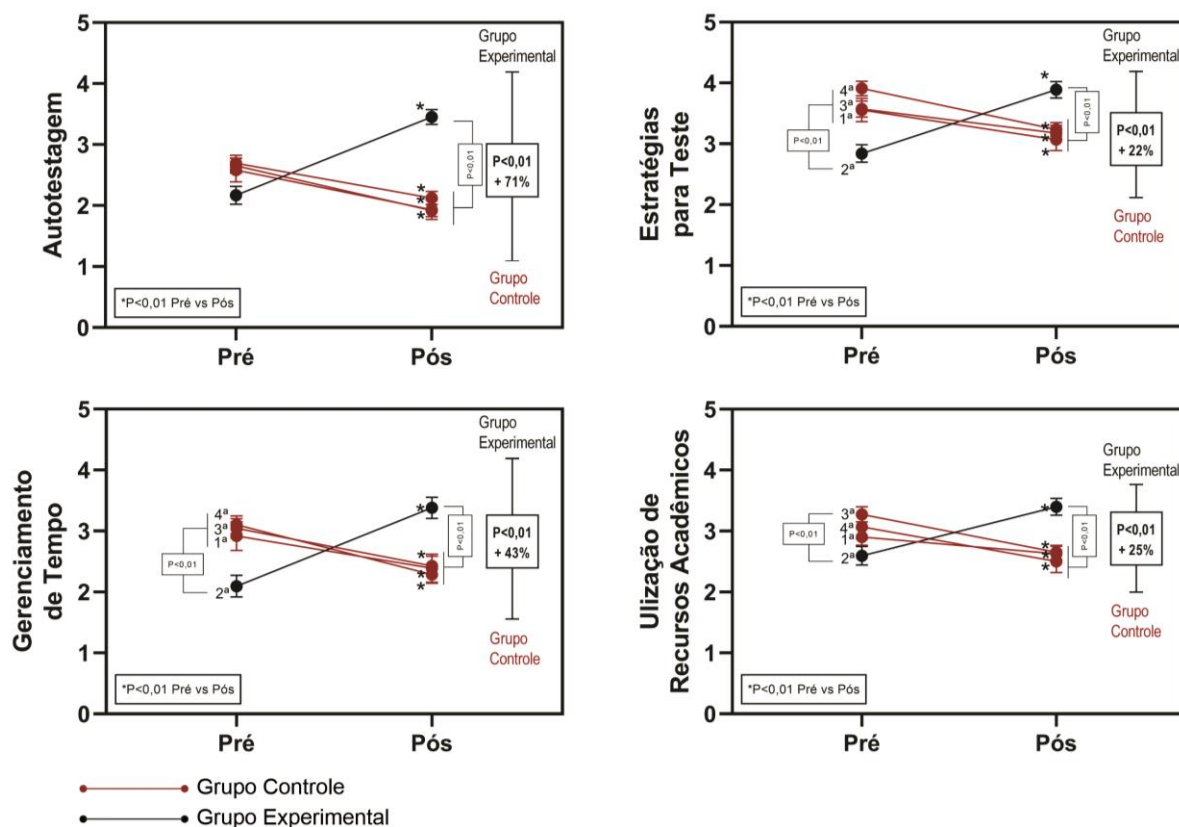 Autotestagem
5
4
3
2
1
0
*
*
*
*
P<0,01
Grupo
Experimental
P<0,01
+ 71%
Grupo
Controle
*P<0,01 Pré vs Pós
Pré
Pós
Estratégias
para Teste
5
4
3
2
1
0
4ª
3ª
1ª
2ª
P<0,01
*
*
*
*
P<0,01
Grupo
Experimental
P<0,01
+ 22%
Grupo
Controle
*P<0,01 Pré vs Pós
Pré
Pós
Gerenciamento
de Tempo
5
4
3
2
1
0
4ª
3ª
1ª
2ª
P<0,01
*
*
*
*
P<0,01
Grupo
Experimental
P<0,01
+ 43%
Grupo
Controle
*P<0,01 Pré vs Pós
Pré
Pós
Ulização de
Recursos Acadêmicos
5
4
3
2
1
0
3ª
4ª
1ª
2ª
P<0,01
*
*
*
*
P<0,01
Grupo
Experimental
P<0,01
+ 25%
Grupo
Controle
*P<0,01 Pré vs Pós
Pré
Pós
Grupo Controle
Grupo Experimental